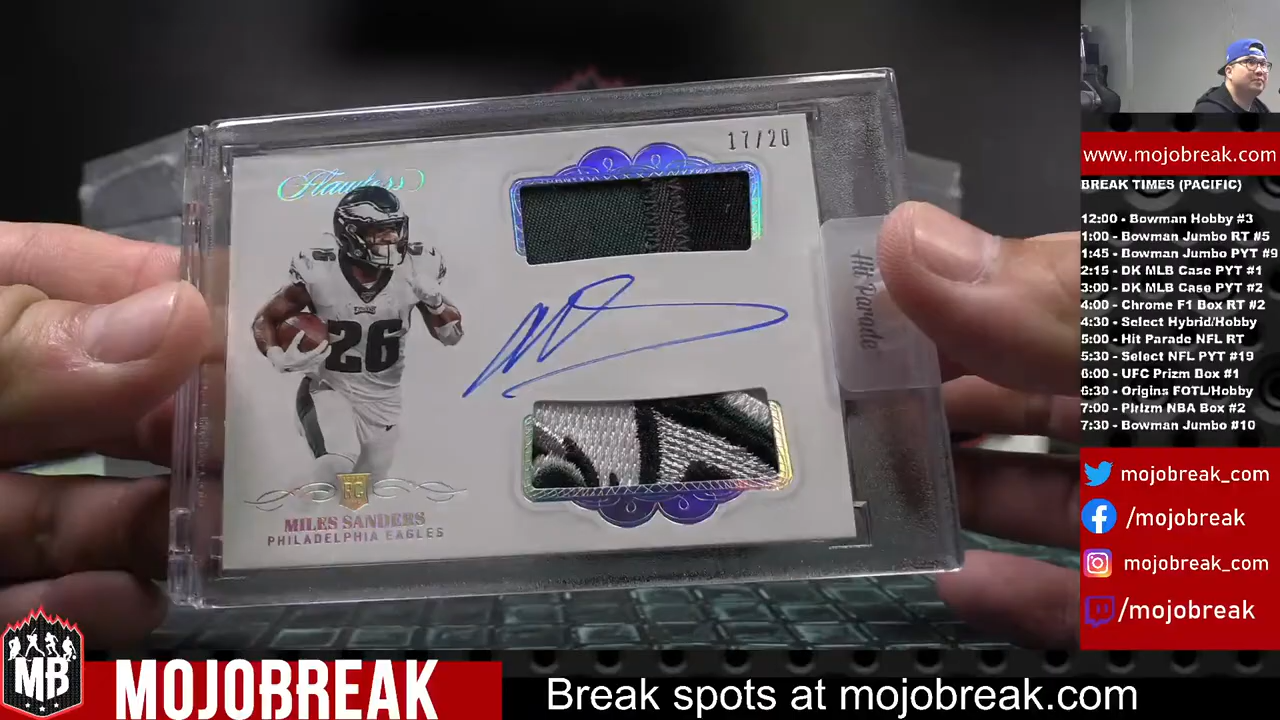 Flawless
17/20
26
26
RC
MILES SANDERS
PHILADELPHIA EAGLES
Hit Parade
www.mojobreak.com
BREAK TIMES (PACIFIC)
12:00 - Bowman Hobby #3
1:00 - Bowman Jumbo RT #5
1:45 - Bowman Jumbo PYT #9
2:15 - DK MLB Case PYT #1
3:00 - DK MLB Case PYT #2
4:00 - Chrome F1 Box RT #2
4:30 - Select Hybrid/Hobby
5:00 - Hit Parade NFL RT
5:30 - Select NFL PYT #19
6:00 - UFC Prizm Box #1
6:30 - Origins FOTL/Hobby
7:00 - Plrizm NBA Box #2
7:30 - Bowman Jumbo #10
mojobreak_com
/mojobreak
mojobreak_com
/mojobreak
MB
MOJOBREAK
Break spots at mojobreak.com